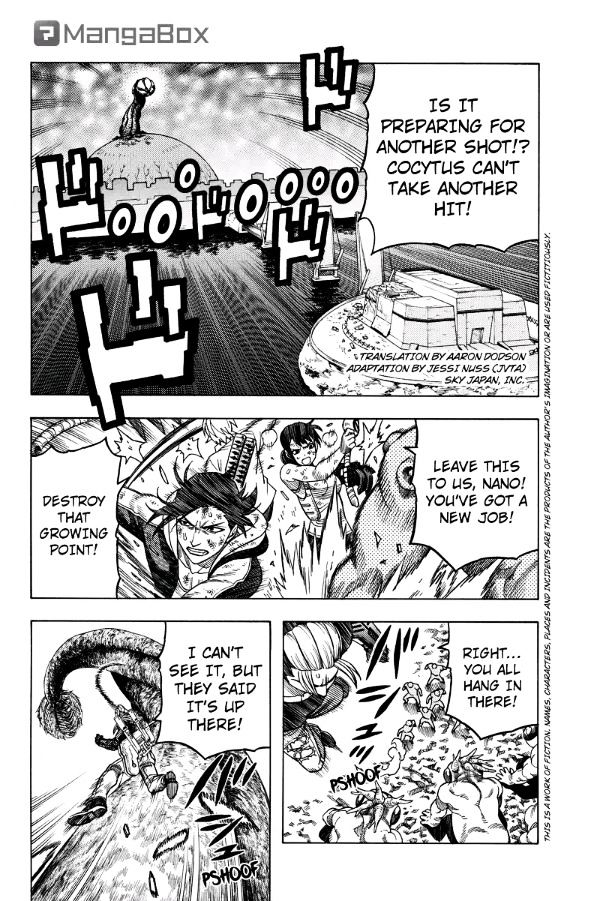 MangaBox
IS IT
PREPARING FOR
ANOTHER SHOT!?
COCYTUS CAN'T
TAKE ANOTHER
HIT!
ド
ド
ド
ド
TRANSLATION BY AARON DODSON
ADAPTATION BY JESSI NUSS (JVTA)
SKY JAPAN, INC.
LEAVE THIS
TO US, NANO!
YOU'VE GOT A
NEW JOB!
DESTROY
THAT
GROWING
POINT!
RIGHT...
YOU ALL
HANG IN
THERE!
PSHOOF
I CAN'T
SEE IT, BUT
THEY SAID
IT'S UP
THERE!
PSHOOF
THIS IS A WORK OF FICTION. NAMES, CHARACTERS, PLACES AND INCIDENTS ARE THE PRODUCTS OF THE AUTHOR'S IMAGINATION OR ARE USED FICTITIOUSLY.